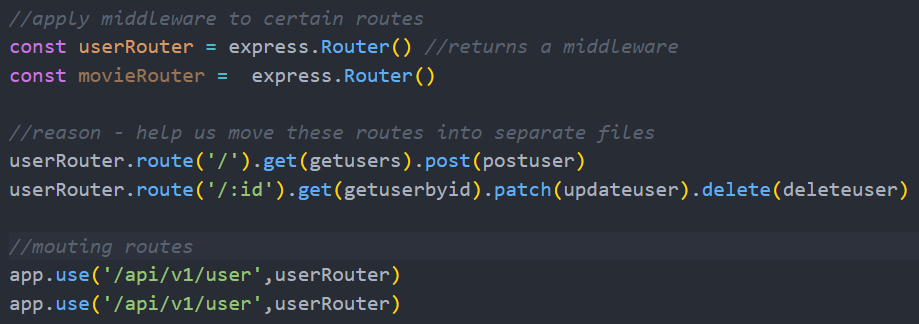 //apply middleware to certain routes
const userRouter = express.Router() //returns a middleware
const movieRouter =  express.Router()
//reason - help us move these routes into separate files
userRouter.route('/').get(getusers).post(postuser)
userRouter.route('/:id').get(getuserbyid).patch(updateuser).delete(deleteuser)
//mouting routes
app.use('/api/v1/user',userRouter)
app.use('/api/v1/user',userRouter)